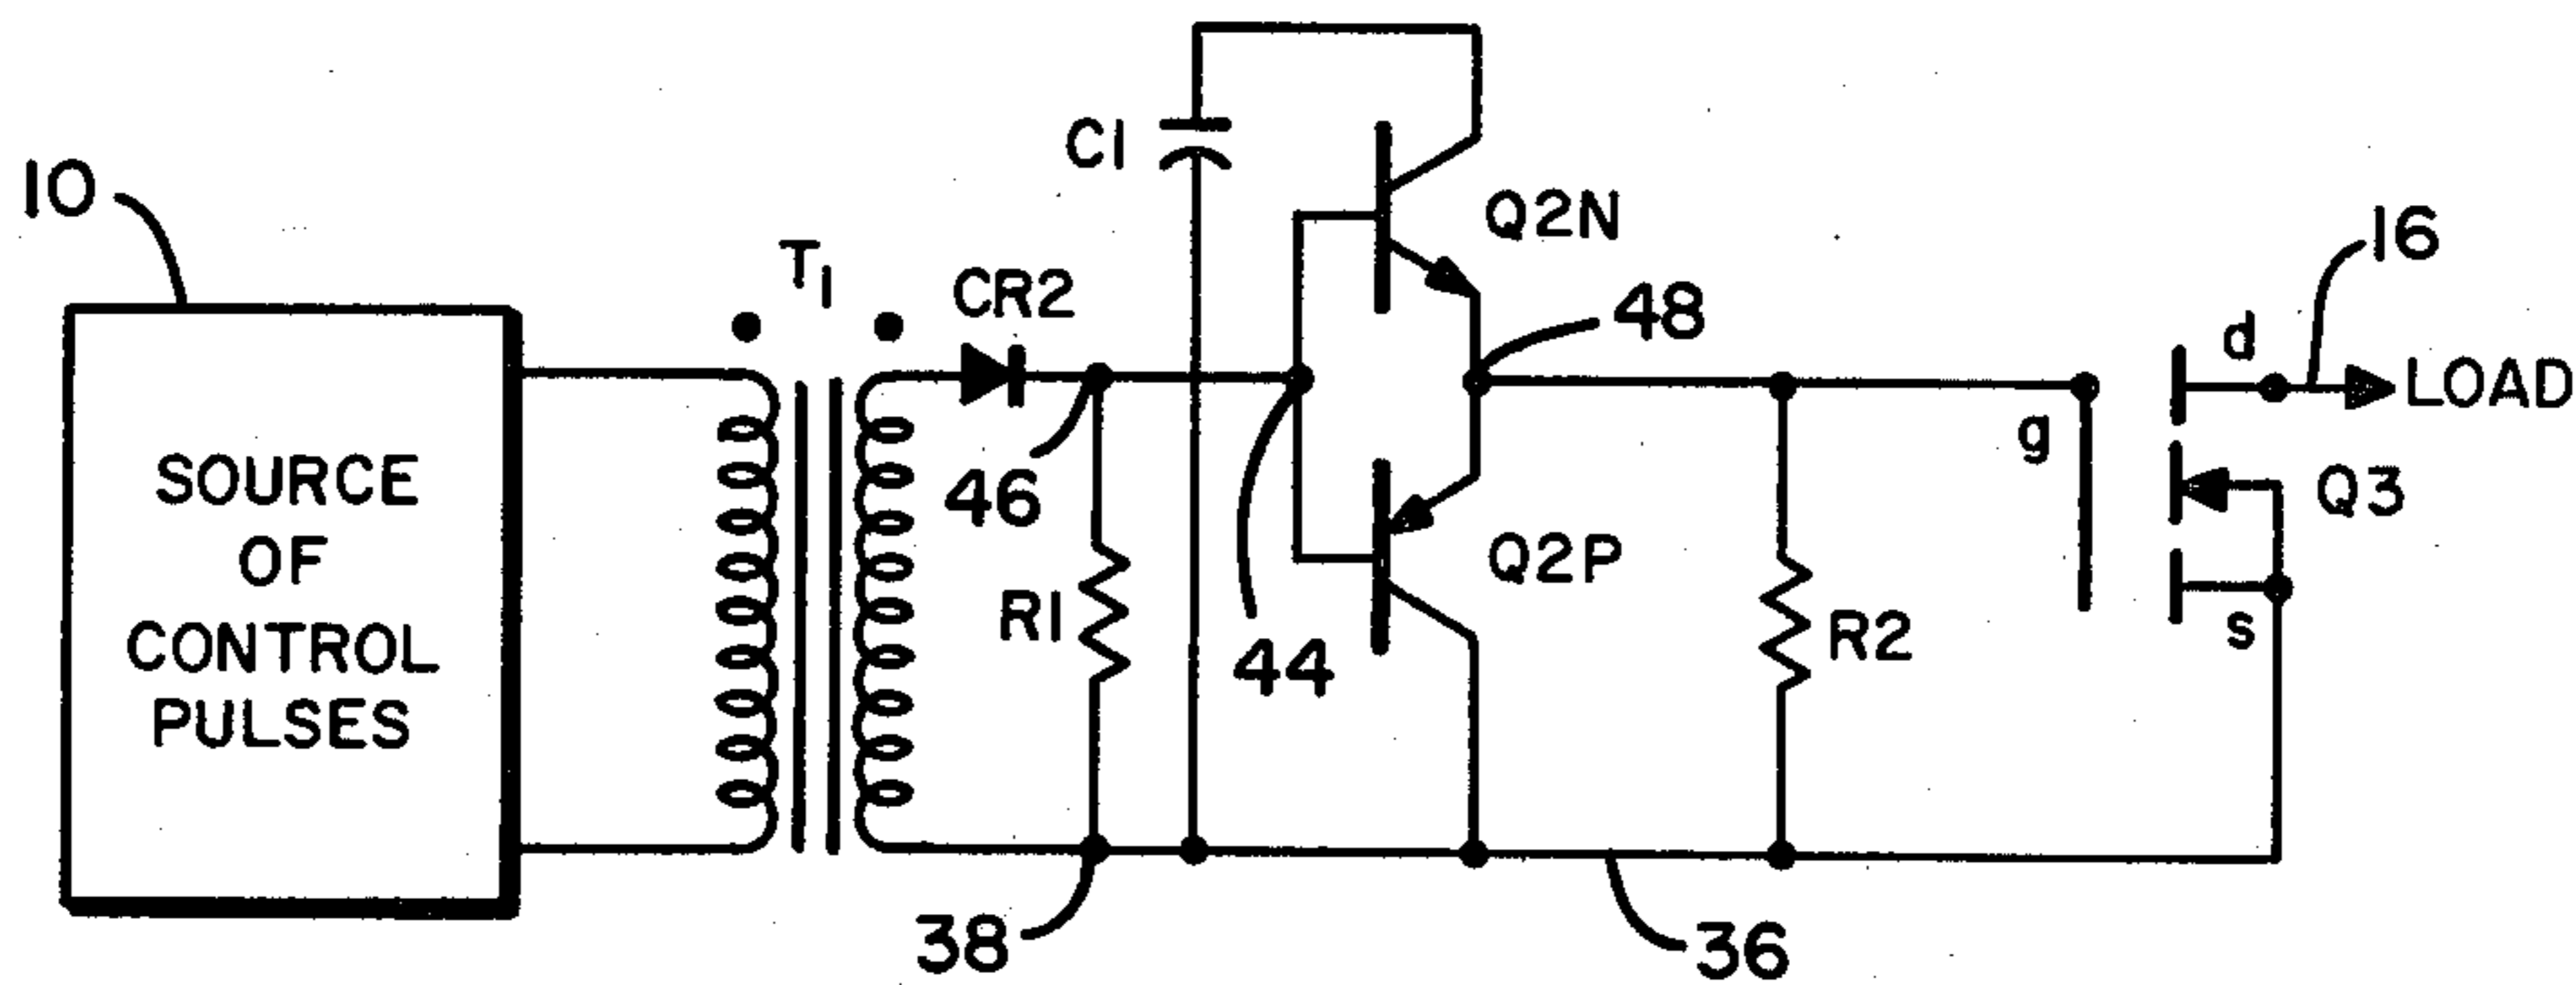 10
SOURCE
OF
CONTROL
PULSES
T1
CR2
46
R1
38
C1
44
Q2N
Q2P
48
36
R2
g
d
s
Q3
16
LOAD